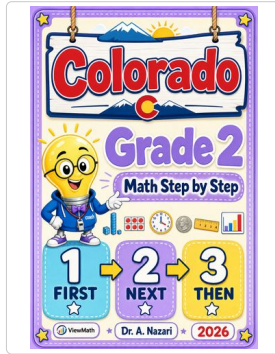 Colorado
Grade 2
Math Step by Step
1 2 3
FIRST NEXT THEN
ViewMath Dr. A. Nazari 2026